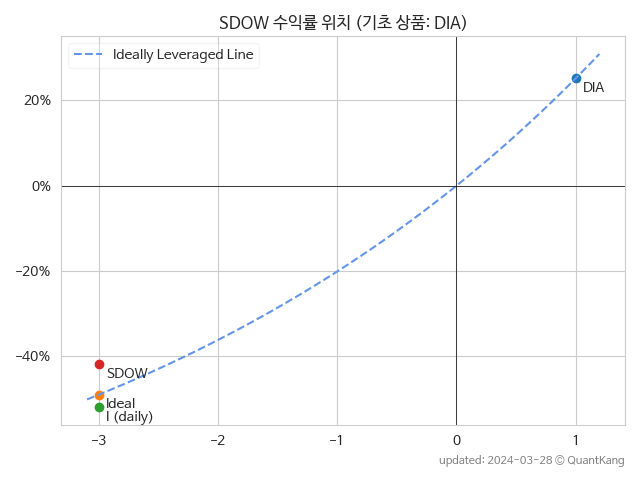 SDOW 수익률 위치 (기초 상품: DIA)
Ideally Leveraged Line
20%
0%
−20%
−40%
DIA
SDOW
Ideal
I (daily)
−3
−2
−1
0
1
updated: 2024-03-28 © QuantKang